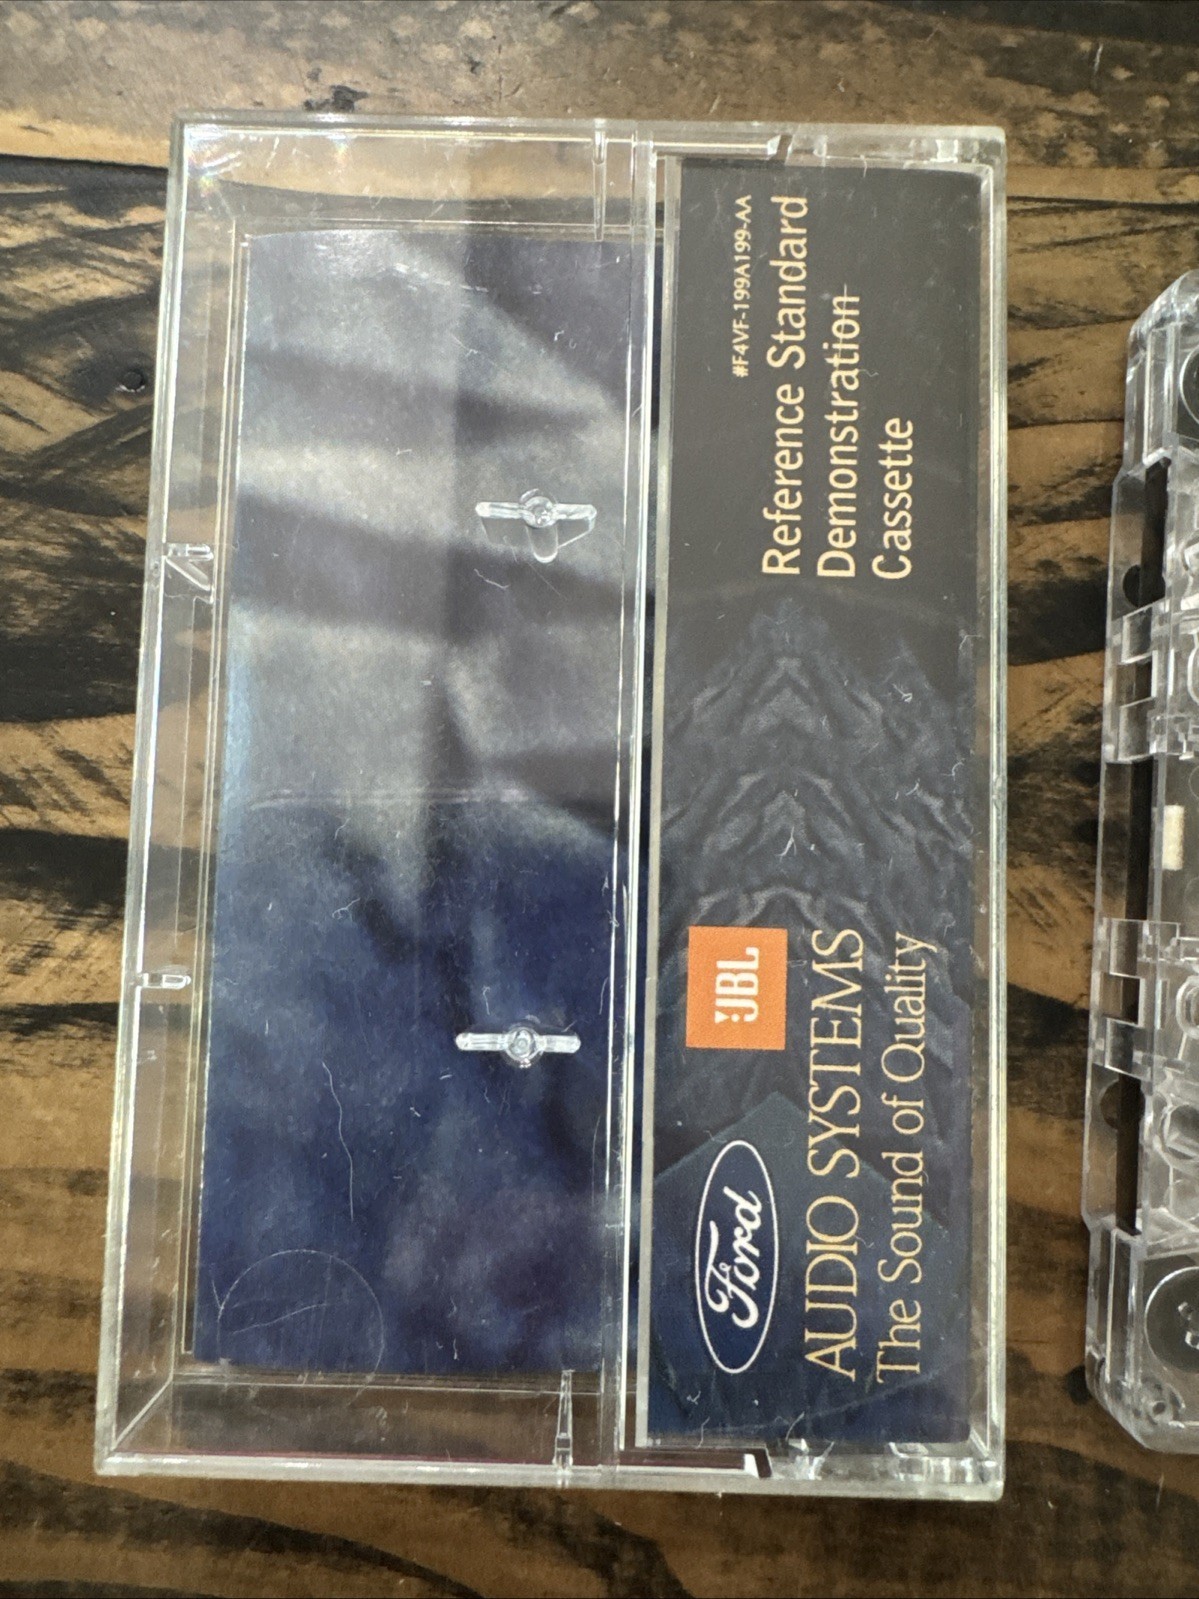 Ford
JBL
AUDIO SYSTEMS
The Sound of Quality
#F4VF-199A199-AA
Reference Standard
Demonstration
Cassette